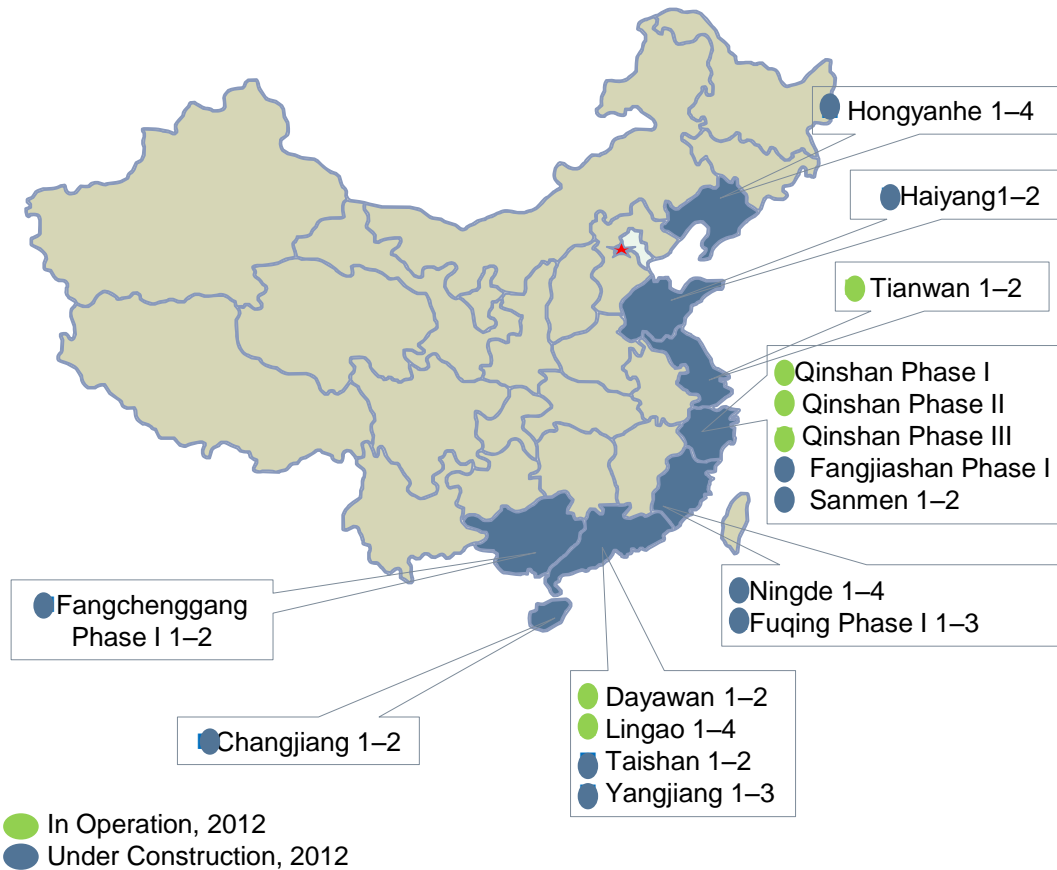 Hongyanhe 1–4
Haiyang1–2
Tianwan 1–2
Qinshan Phase I
Qinshan Phase II
Qinshan Phase III
Fangjiashan Phase I
Sanmen 1–2
Ningde 1–4
Fuqing Phase I 1–3
Fangchenggang
Phase I 1–2
Changjiang 1–2
Dayawan 1–2
Lingao 1–4
Taishan 1–2
Yangjiang 1–3
In Operation, 2012
Under Construction, 2012